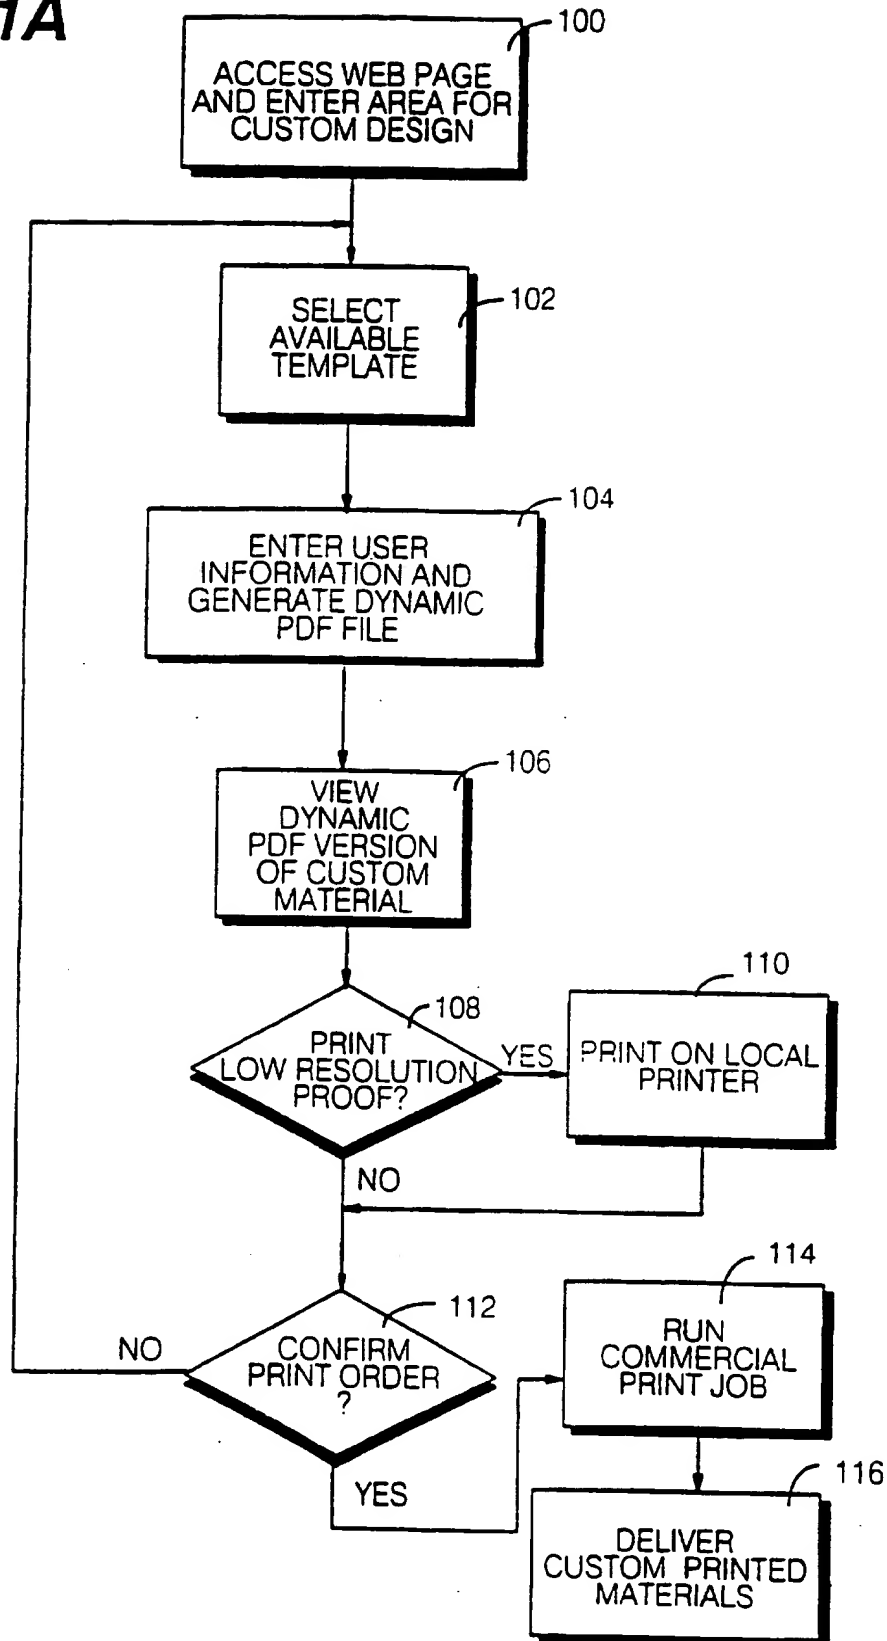 1A
100
ACCESS WEB PAGE
AND ENTER AREA FOR
CUSTOM DESIGN
102
SELECT
AVAILABLE
TEMPLATE
104
ENTER USER
INFORMATION AND
GENERATE DYNAMIC
PDF FILE
106
VIEW
DYNAMIC
PDF VERSION
OF CUSTOM
MATERIAL
108
PRINT
LOW RESOLUTION
PROOF?
YES
110
PRINT ON LOCAL
PRINTER
NO
112
CONFIRM
PRINT ORDER
?
NO
YES
114
RUN
COMMERCIAL
PRINT JOB
116
DELIVER
CUSTOM PRINTED
MATERIALS